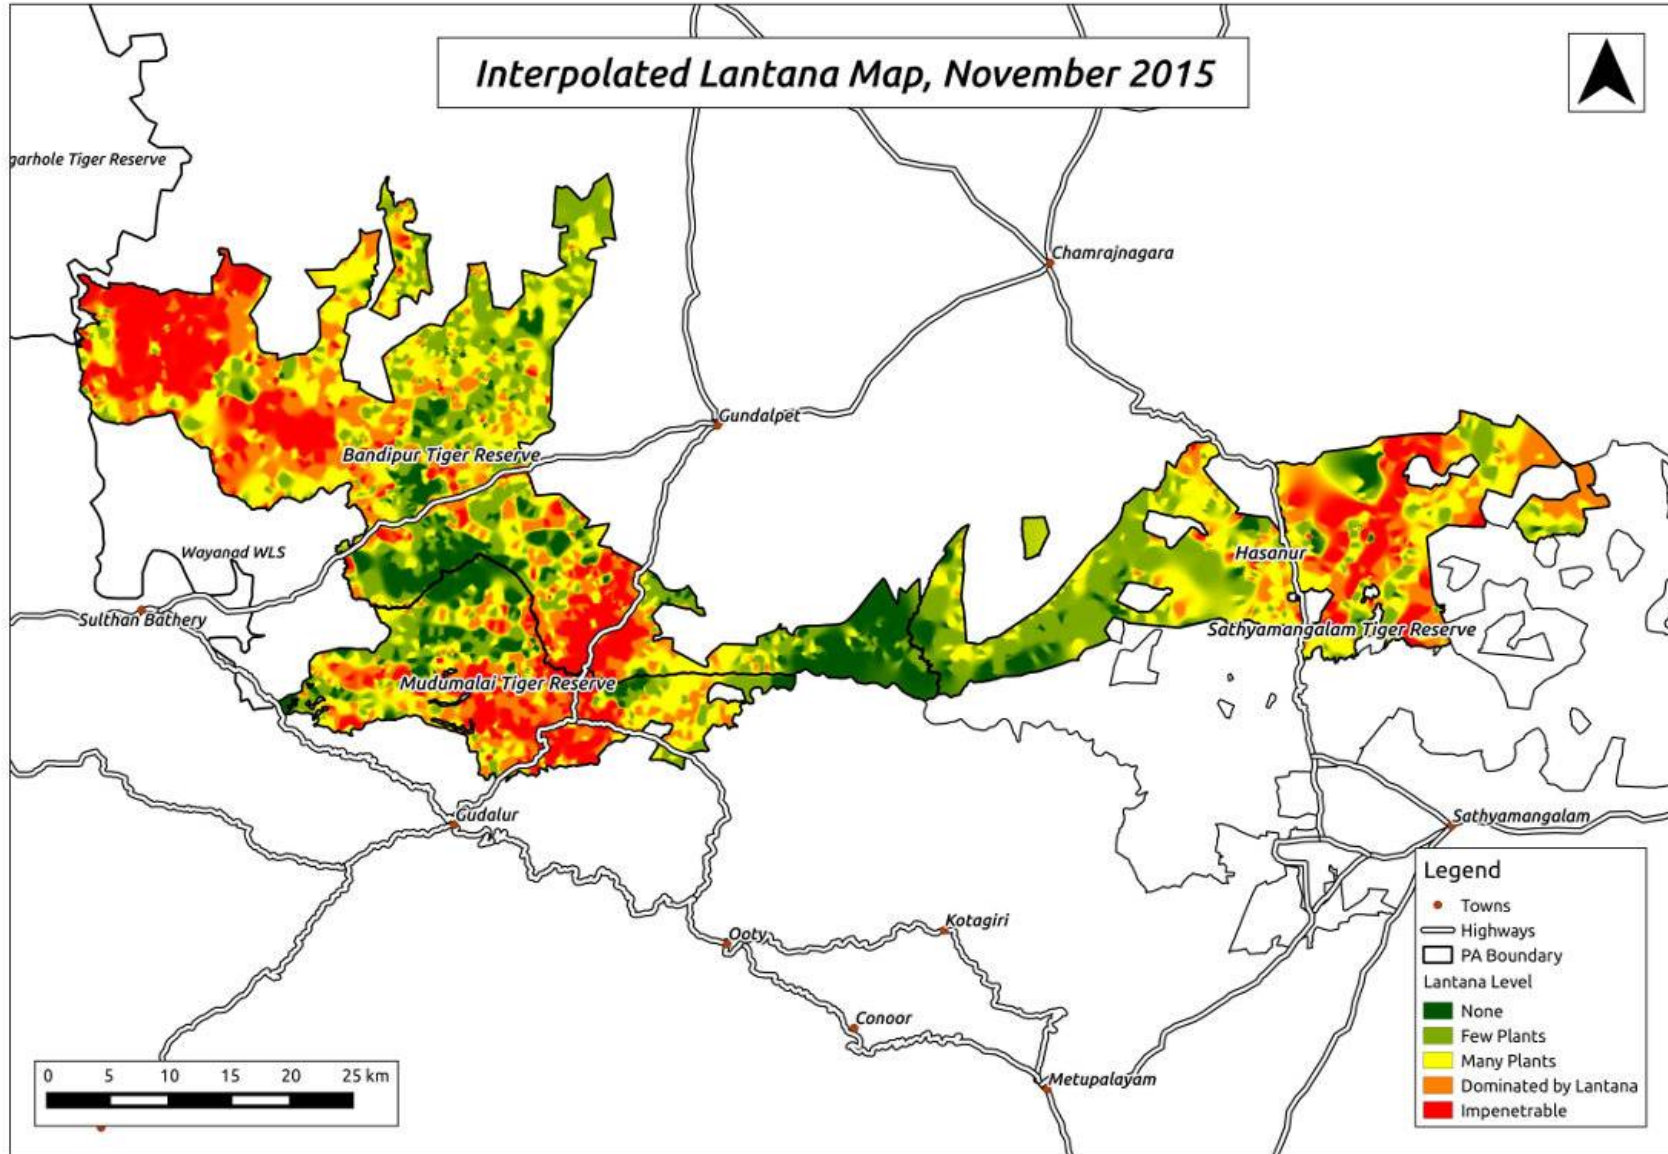 Interpolated Lantana Map, November 2015
garhole Tiger Reserve
Chamrajnagara
Gundalpet
Bandipur Tiger Reserve
Wayanad WLS
Hasanur
Sulthan Bathery
Sathyamangalam Tiger Reserve
Mudumalai Tiger Reserve
Gudalur
Sathyamangalam
Ooty
Kotagiri
Conoor
Metupalayam
Legend
Towns
Highways
PA Boundary
Lantana Level
None
Few Plants
Many Plants
Dominated by Lantana
Impenetrable
0 5 10 15 20 25 km